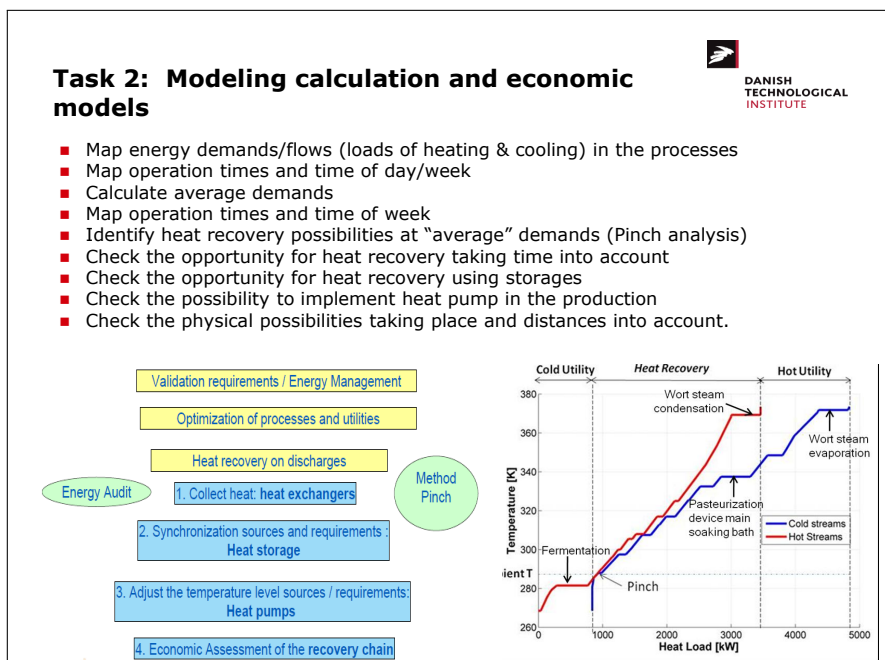 Task 2: Modeling calculation and economic
models
DANISH
TECHNOLOGICAL
INSTITUTE
Map energy demands/flows (loads of heating & cooling) in the processes
Map operation times and time of day/week
Calculate average demands
Map operation times and time of week
Identify heat recovery possibilities at “average” demands (Pinch analysis)
Check the opportunity for heat recovery taking time into account
Check the opportunity for heat recovery using storages
Check the possibility to implement heat pump in the production
Check the physical possibilities taking place and distances into account.
Validation requirements / Energy Management
Optimization of processes and utilities
Heat recovery on discharges
Energy Audit
1. Collect heat: heat exchangers
Method
Pinch
2. Synchronization sources and requirements :
Heat storage
3. Adjust the temperature level sources / requirements:
Heat pumps
4. Economic Assessment of the recovery chain
Cold Utility
Heat Recovery
Hot Utility
Wort steam
condensation
Wort steam
evaporation
Pasteurization
device main
soaking bath
Cold streams
Hot Streams
Fermentation
Pinch
pient T
Temperature [K]
380
360
340
320
300
280
260
0
1000
2000
3000
4000
5000
Heat Load [kW]